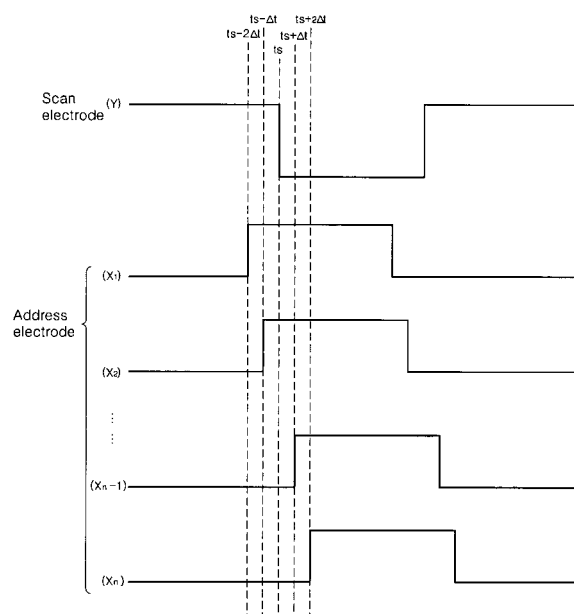 ts-Δt ts+2Δt
ts-2Δt ts+Δt
ts
Scan
electrode
(Y)
(X1)
Address
electrode
(X2)
(Xn-1)
(Xn)